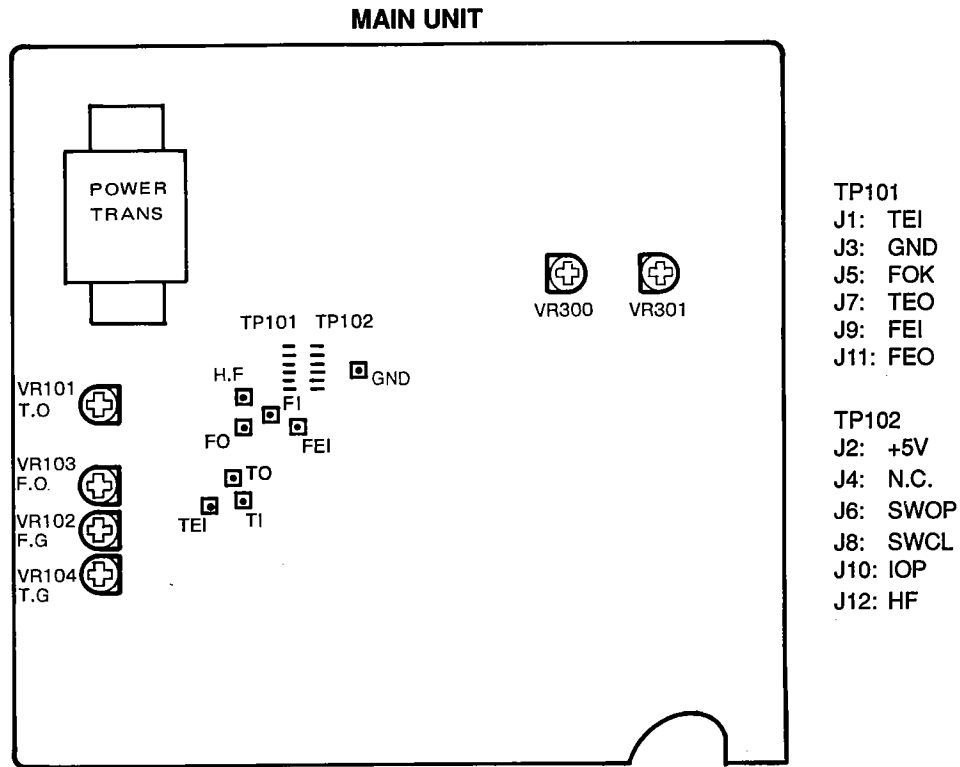 MAIN UNIT
POWER
TRANS
VR300
VR301
TP101 TP102
GND
H.F
FI
FO
FEI
TO
TEI
TI
VR101
T.O
VR103
F.O.
VR102
F.G
VR104
T.G
TP101
J1: TEI
J3: GND
J5: FOK
J7: TEO
J9: FEI
J11: FEO
TP102
J2: +5V
J4: N.C.
J6: SWOP
J8: SWCL
J10: IOP
J12: HF